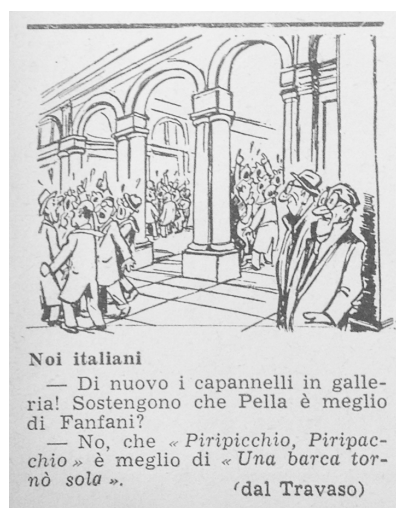 Noi italiani
— Di nuovo i capannelli in galle-
ria! Sostengono che Pella è meglio
di Fanfani?
— No, che « Piripicchio, Piripac-
chio » è meglio di « Una barca tor-
nò sola ».
(dal Travaso)